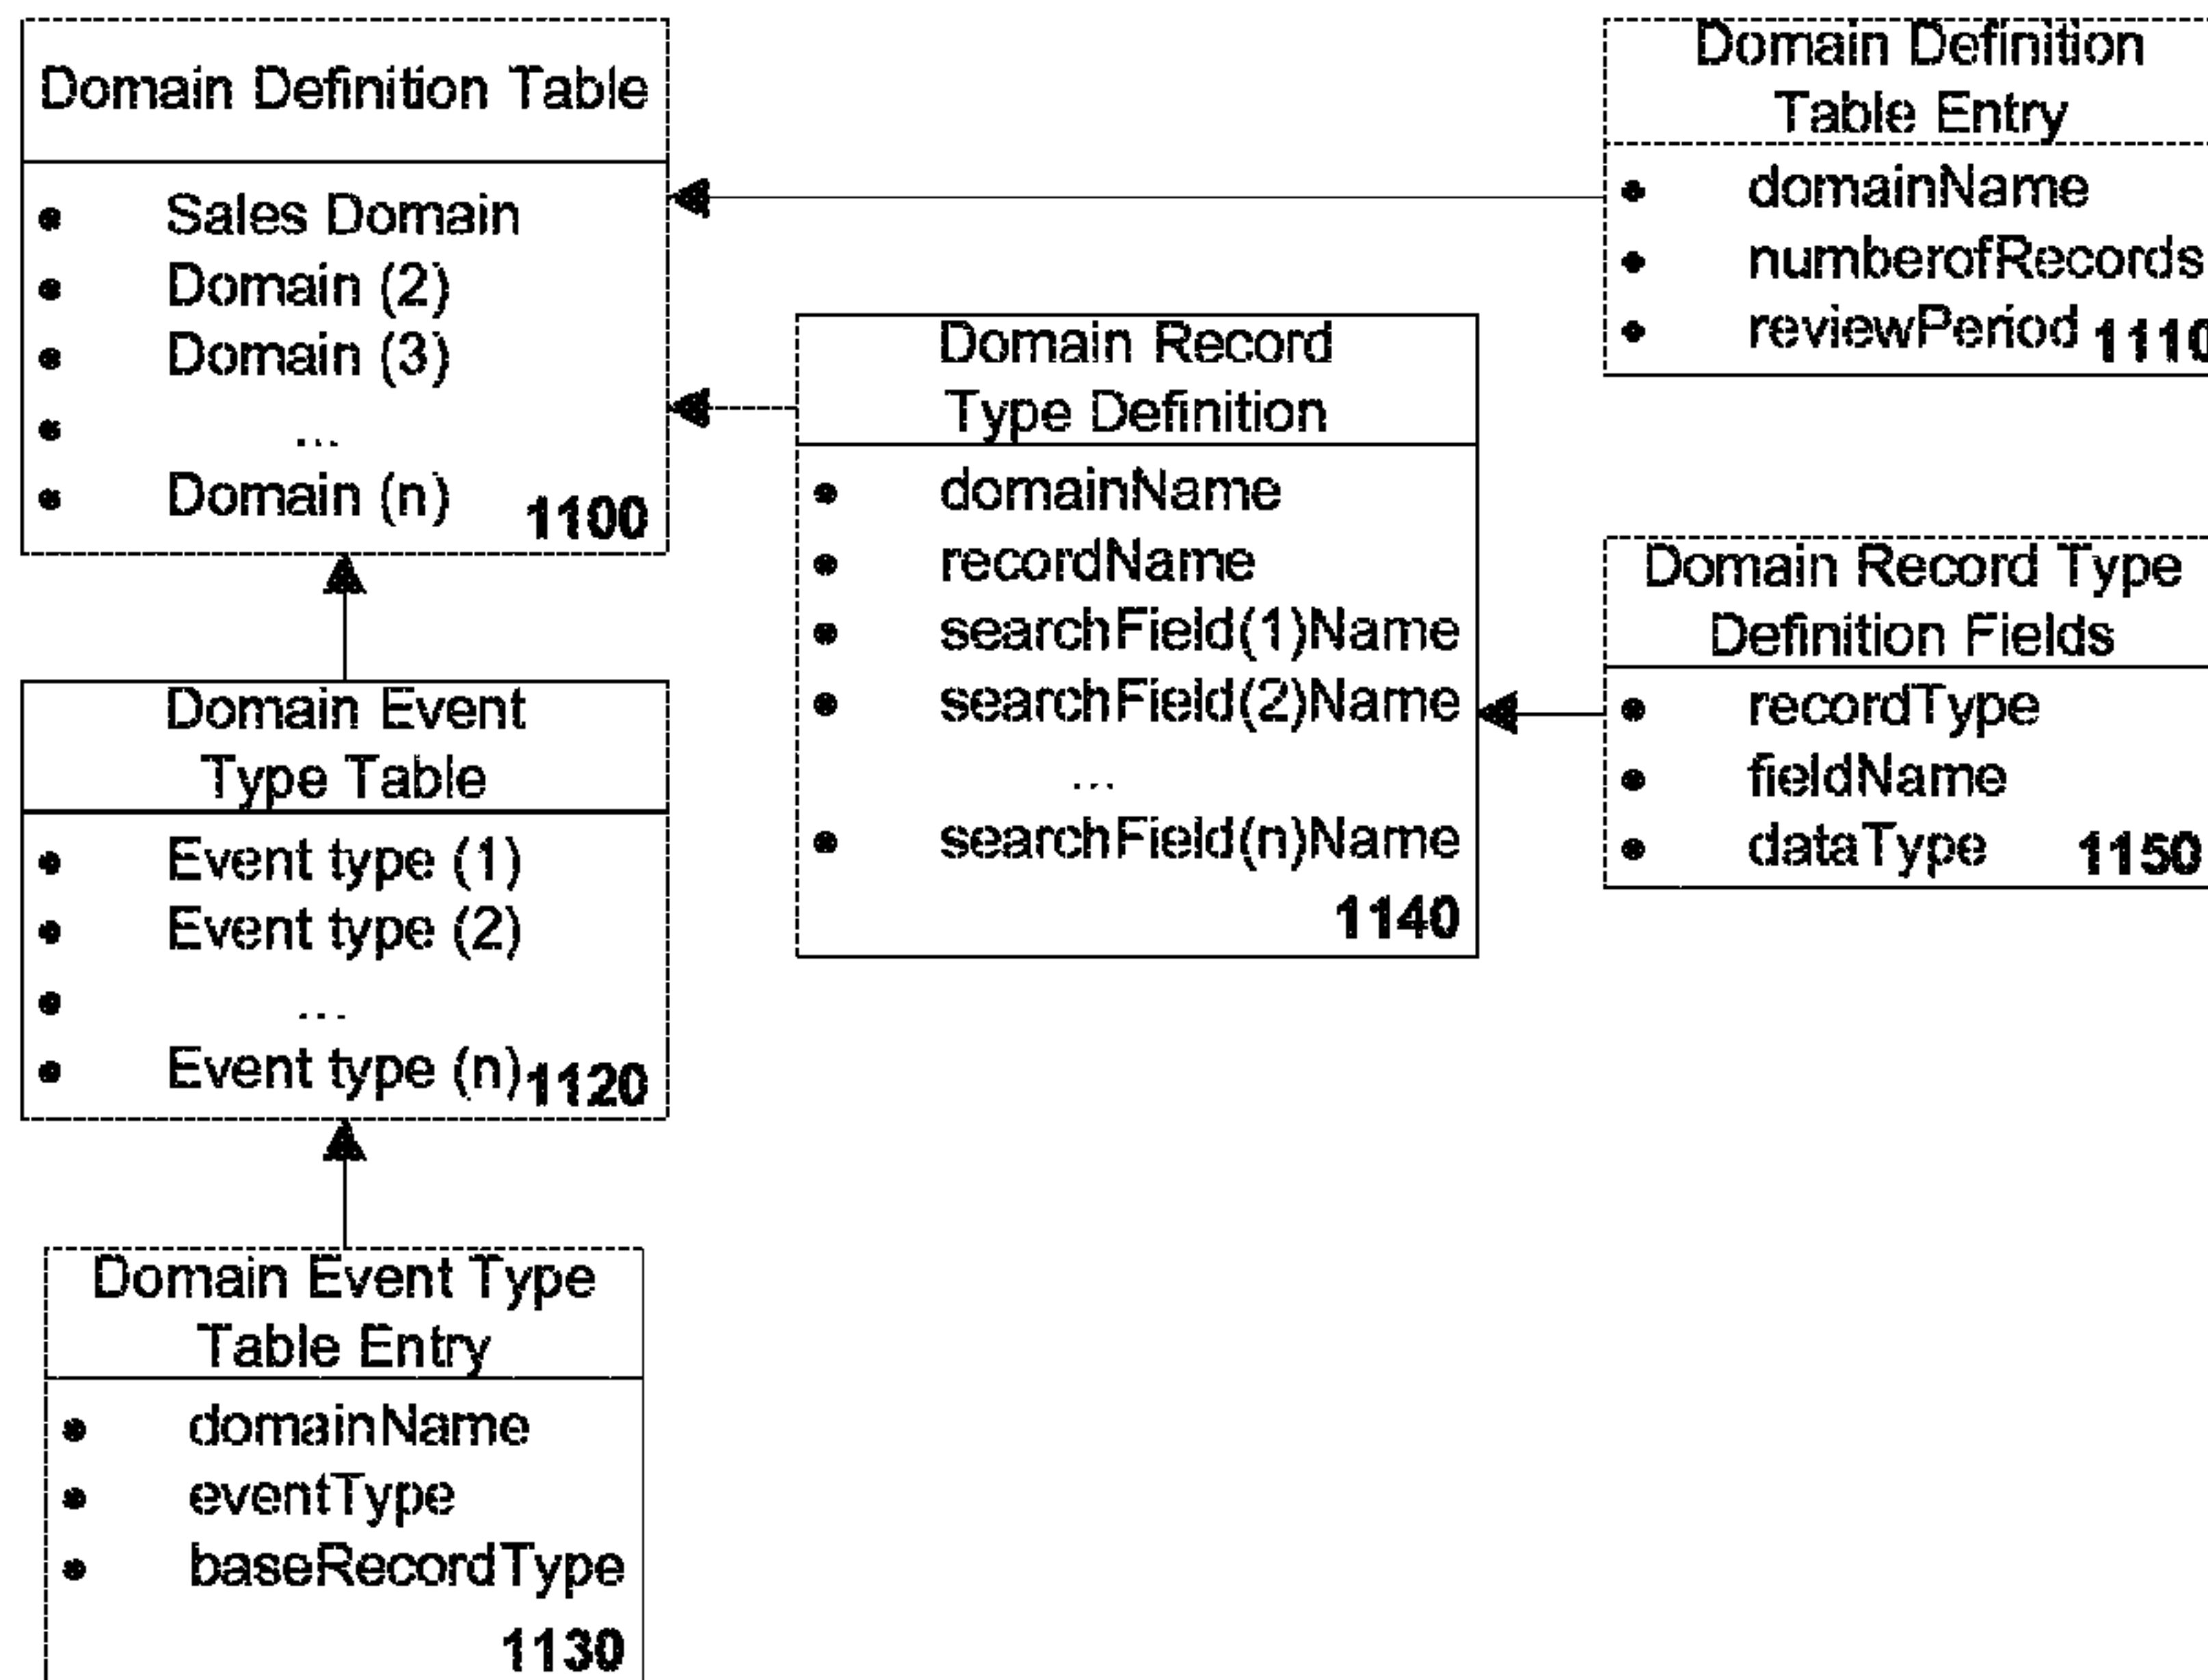 Domain Definition Table
• Sales Domain
• Domain (2)
• Domain (3)
• ...
• Domain (n)
1100
Domain Definition
Table Entry
• domainName
• numberofRecords
• reviewPeriod 1110
Domain Record
Type Definition
• domainName
• recordName
• searchField(1)Name
• searchField(2)Name
...
• searchField(n)Name
1140
Domain Record Type
Definition Fields
• recordType
• fieldName
• dataType 1150
Domain Event
Type Table
• Event type (1)
• Event type (2)
• ...
• Event type (n) 1120
Domain Event Type
Table Entry
• domainName
• eventType
• baseRecordType
1130